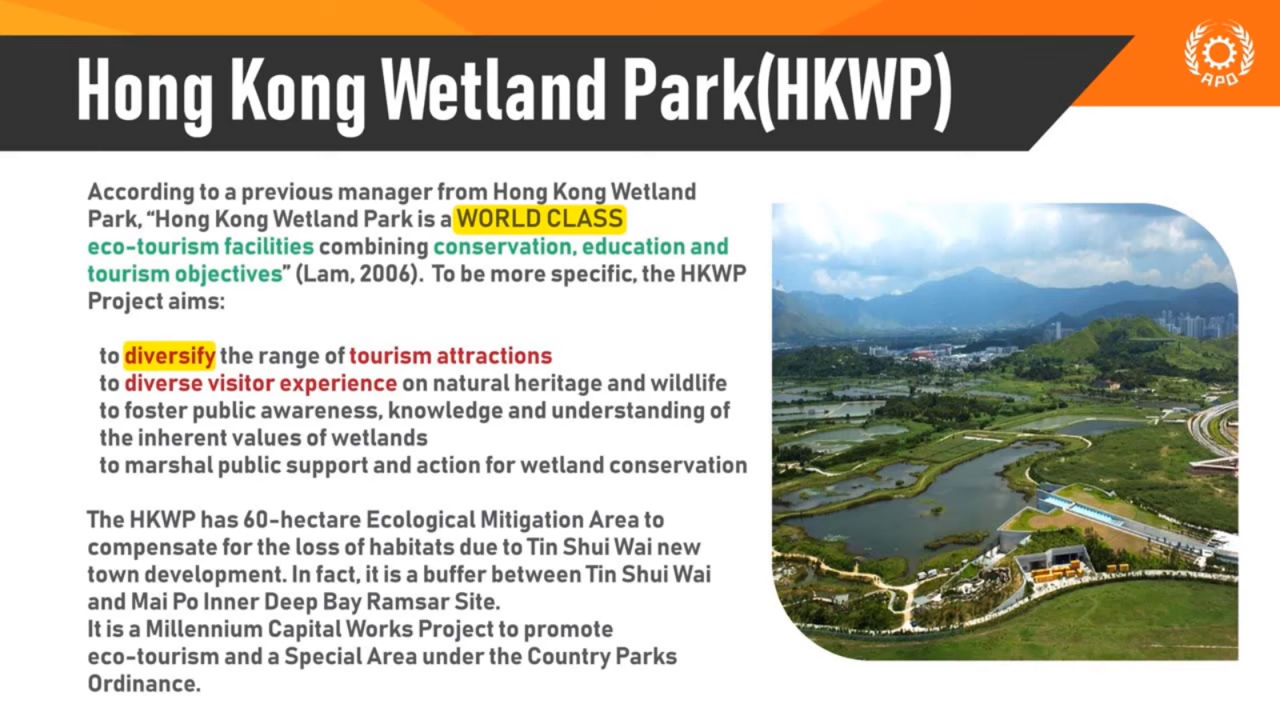 Hong Kong Wetland Park(HKWP)
APO
According to a previous manager from Hong Kong Wetland
Park, “Hong Kong Wetland Park is a WORLD CLASS
eco-tourism facilities combining conservation, education and
tourism objectives” (Lam, 2006). To be more specific, the HKWP
Project aims:
to diversify the range of tourism attractions
to diverse visitor experience on natural heritage and wildlife
to foster public awareness, knowledge and understanding of
the inherent values of wetlands
to marshal public support and action for wetland conservation
The HKWP has 60-hectare Ecological Mitigation Area to
compensate for the loss of habitats due to Tin Shui Wai new
town development. In fact, it is a buffer between Tin Shui Wai
and Mai Po Inner Deep Bay Ramsar Site.
It is a Millennium Capital Works Project to promote
eco-tourism and a Special Area under the Country Parks
Ordinance.